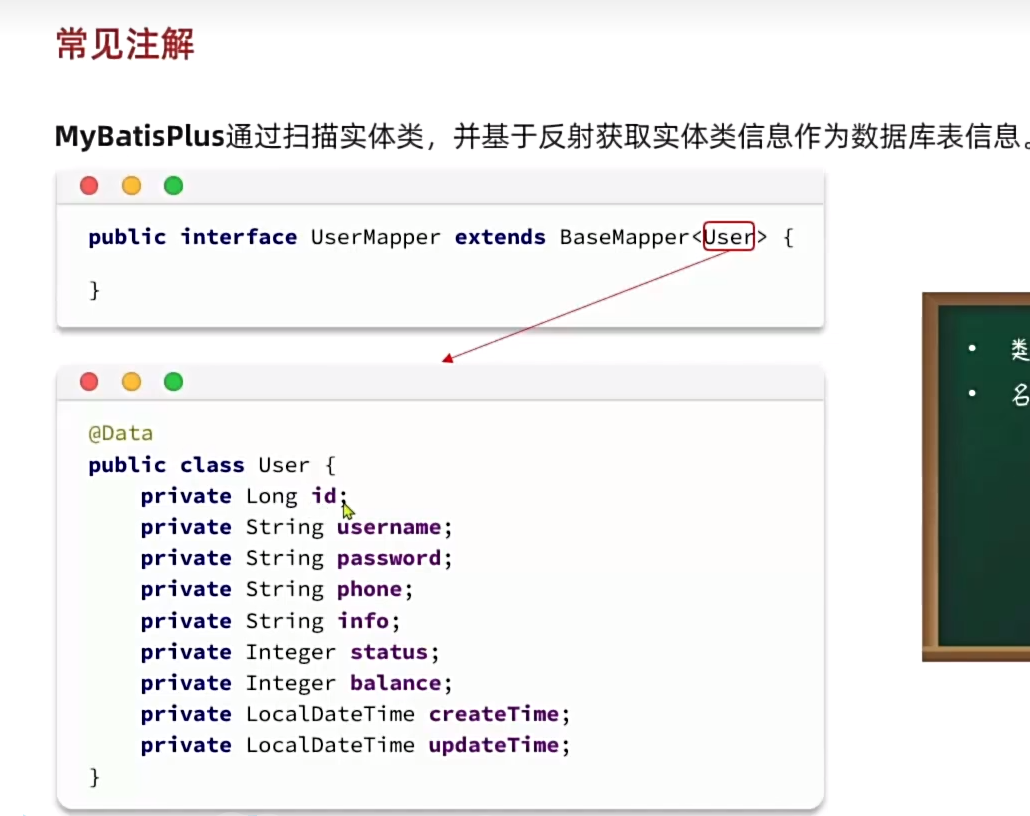 常见注解
MyBatisPlus通过扫描实体类，并基于反射获取实体类信息作为数据库表信息。
public interface UserMapper extends BaseMapper<User> {
}
@Data
public class User {
private Long id;
private String username;
private String password;
private String phone;
private String info;
private Integer status;
private Integer balance;
private LocalDateTime createTime;
private LocalDateTime updateTime;
}
• 类
• 名